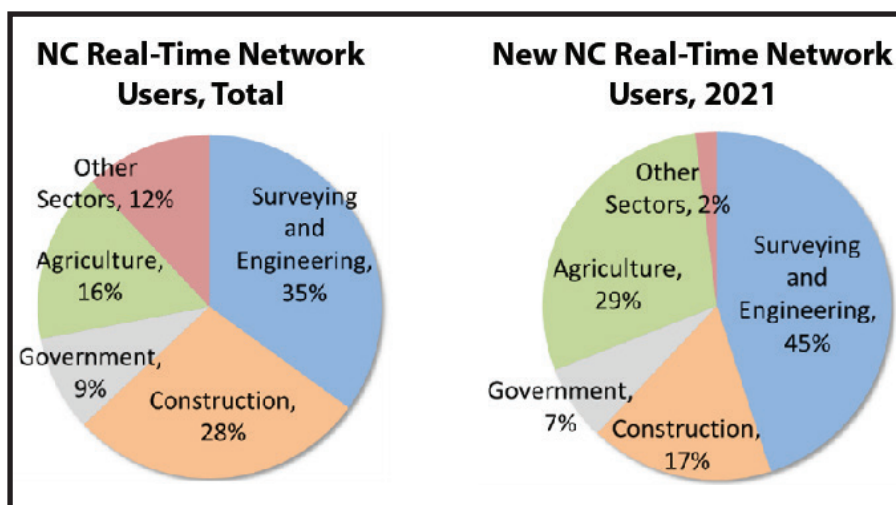 NC Real-Time Network
Users, Total
Other
Sectors, 12%
Surveying
and
Engineering,
35%
Agriculture,
16%
Government,
9%
Construction,
28%
New NC Real-Time Network
Users, 2021
Other
Sectors, 2%
Surveying
and
Engineering,
45%
Agriculture,
29%
Government,
7%
Construction,
17%